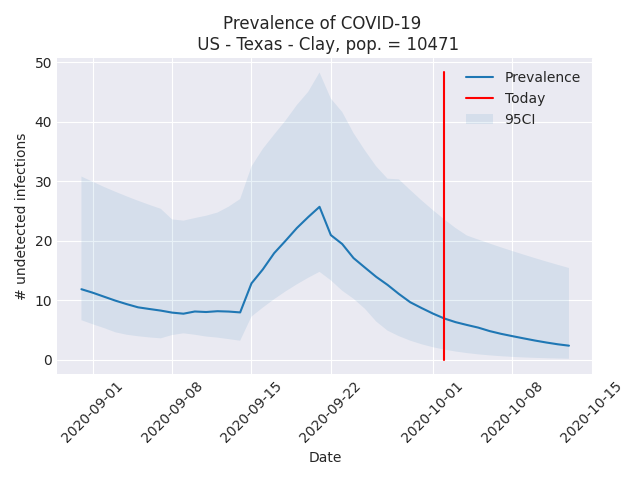 Prevalence of COVID-19
US - Texas - Clay, pop. = 10471
Prevalence
Today
95CI
# undetected infections
50
40
30
20
10
0
2020-09-01
2020-09-08
2020-09-15
2020-09-22
2020-10-01
2020-10-08
2020-10-15
Date